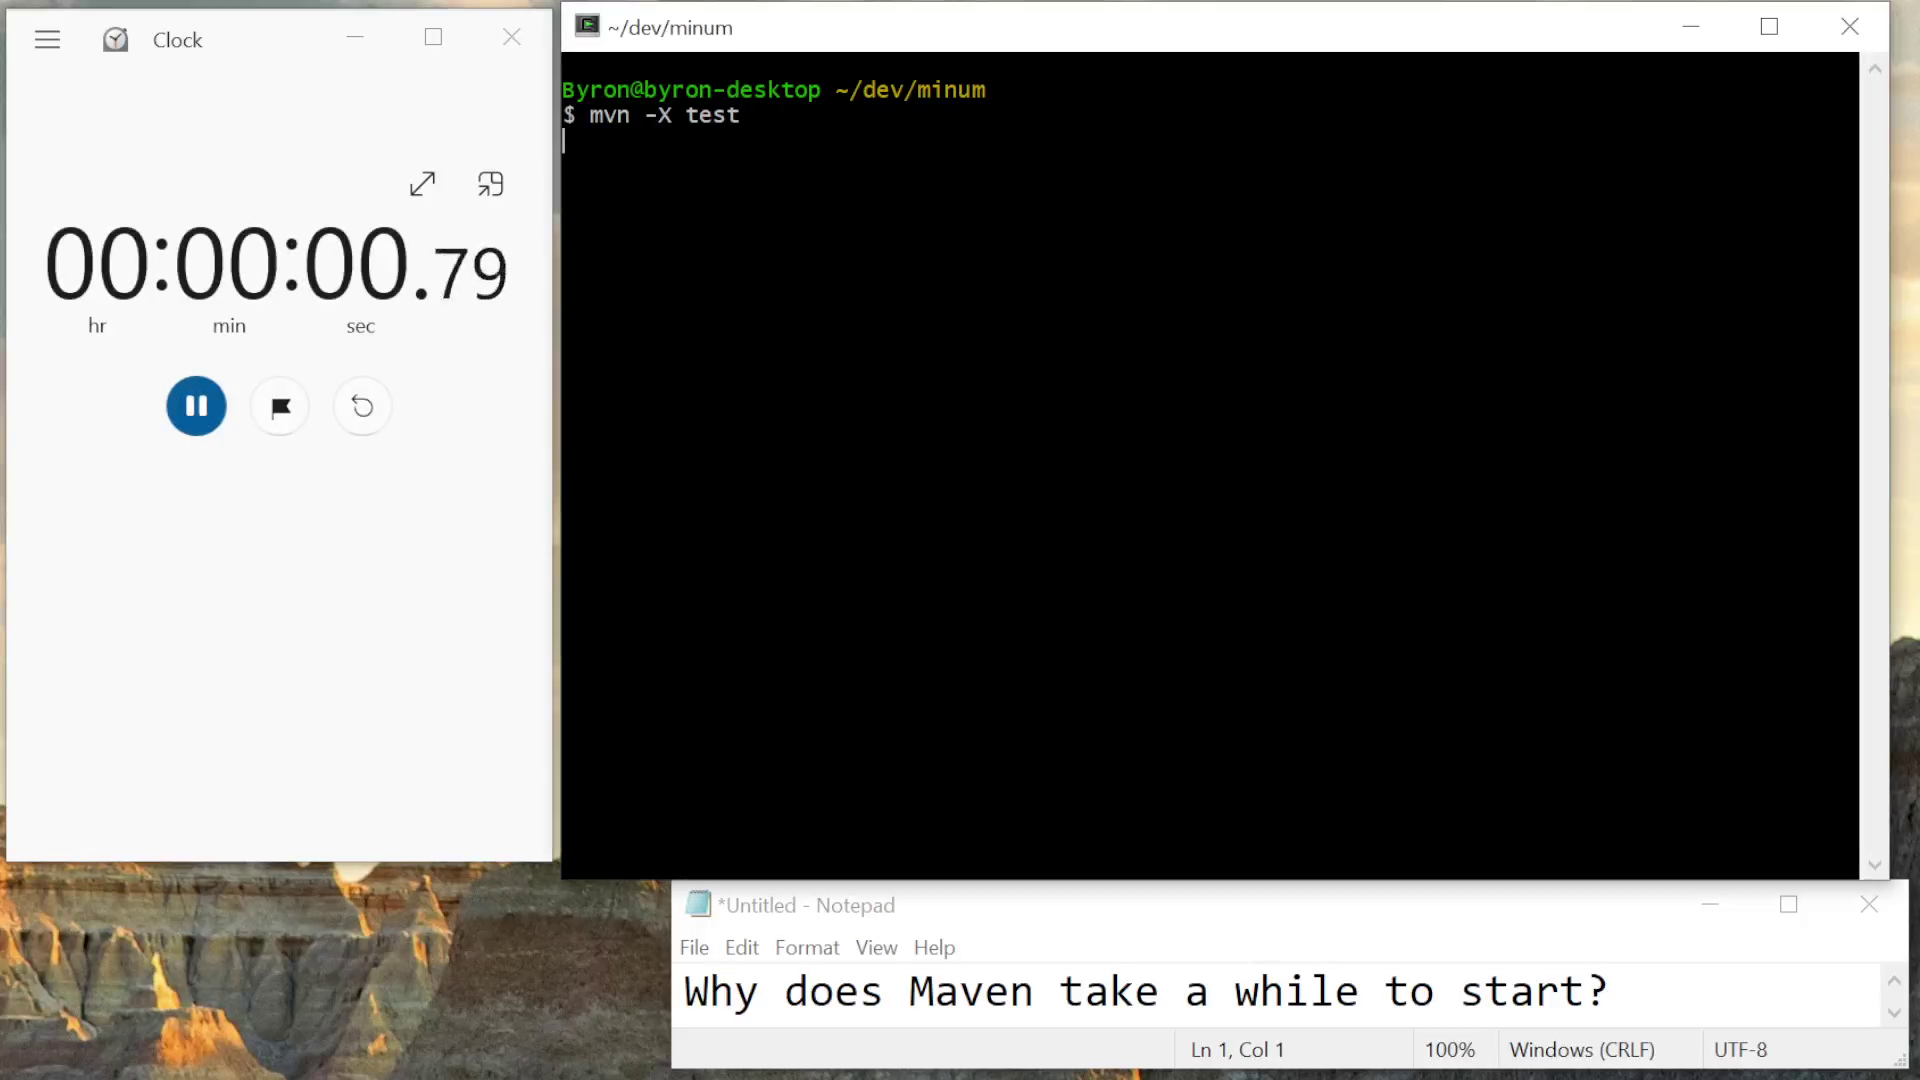 Clock
00:00:00.79
hr min sec
~/dev/minum
Byron@byron-desktop ~/dev/minum
$ mvn -X test
*Untitled - Notepad
File Edit Format View Help
Why does Maven take a while to start?
Ln 1, Col 1 100% Windows (CRLF) UTF-8